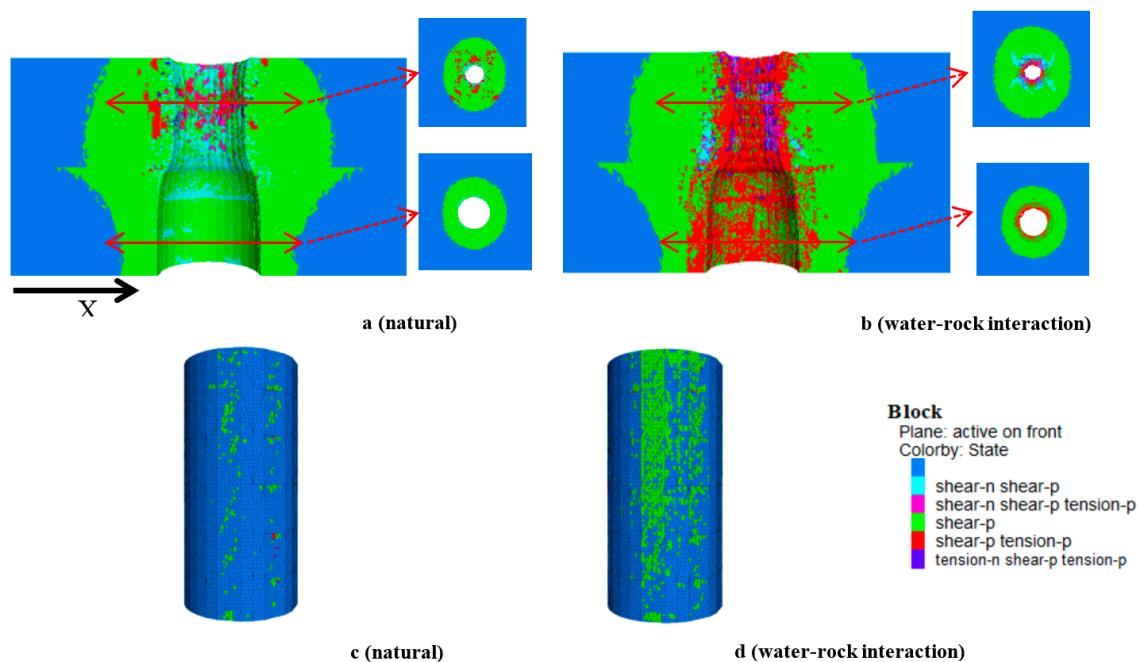 X
a (natural)
b (water-rock interaction)
Block
Plane: active on front
Colorby: State
shear-n shear-p
shear-n shear-p tension-p
shear-p
shear-p tension-p
tension-n shear-p tension-p
c (natural)
d (water-rock interaction)